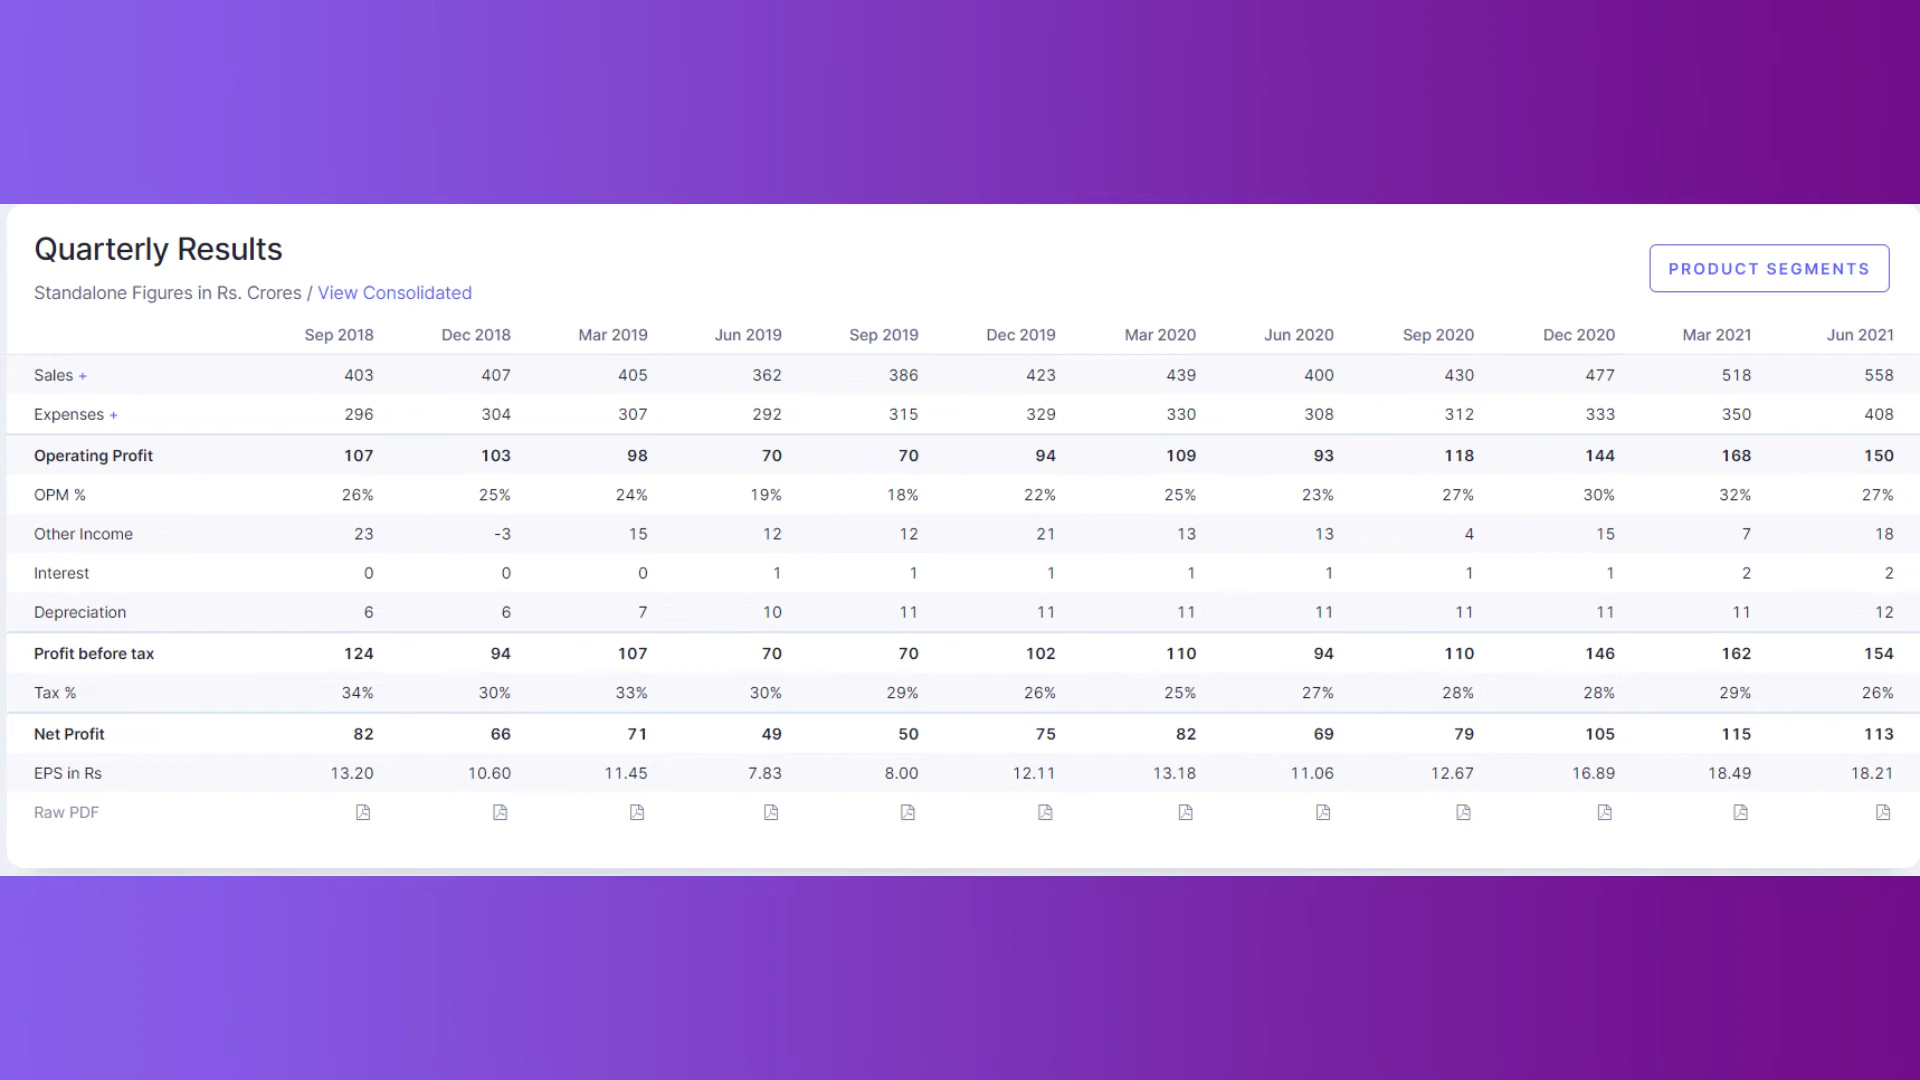 Quarterly Results
PRODUCT SEGMENTS
Standalone Figures in Rs. Crores / View Consolidated
Sep 2018 Dec 2018 Mar 2019 Jun 2019 Sep 2019 Dec 2019 Mar 2020 Jun 2020 Sep 2020 Dec 2020 Mar 2021 Jun 2021
Sales + 403 407 405 362 386 423 439 400 430 477 518 558
Expenses + 296 304 307 292 315 329 330 308 312 333 350 408
Operating Profit 107 103 98 70 70 94 109 93 118 144 168 150
OPM % 26% 25% 24% 19% 18% 22% 25% 23% 27% 30% 32% 27%
Other Income 23 -3 15 12 12 21 13 13 4 15 7 18
Interest 0 0 0 1 1 1 1 1 1 1 2 2
Depreciation 6 6 7 10 11 11 11 11 11 11 11 12
Profit before tax 124 94 107 70 70 102 110 94 110 146 162 154
Tax % 34% 30% 33% 30% 29% 26% 25% 27% 28% 28% 29% 26%
Net Profit 82 66 71 49 50 75 82 69 79 105 115 113
EPS in Rs 13.20 10.60 11.45 7.83 8.00 12.11 13.18 11.06 12.67 16.89 18.49 18.21
Raw PDF